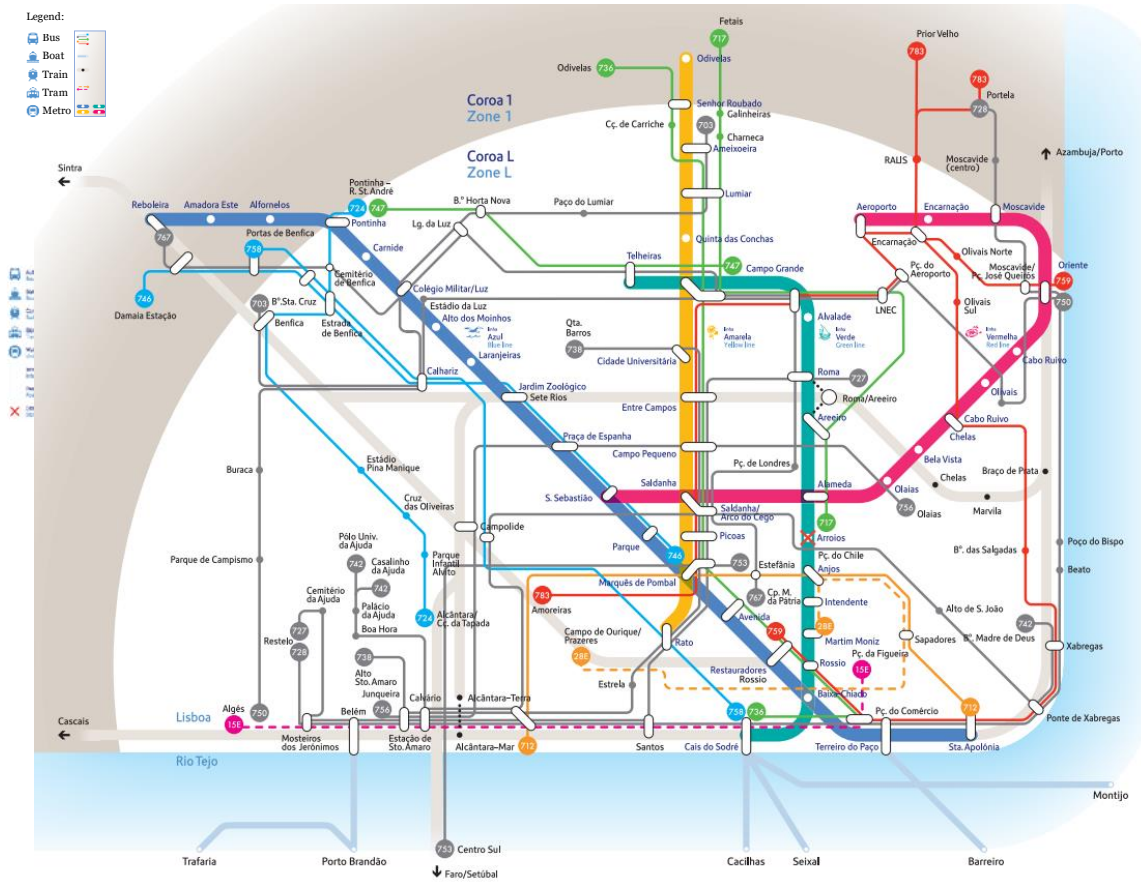 Legend:
Bus
Boat
Train
Tram
Metro
Fetais
717
Prior Velho
783
Odivelas
736
Odivelas
783
Portela
728
Coroa 1
Zone 1
Senhor Roubado
Cç. de Carriche
Galinheiras
703
Charneca
Ameixoeira
Coroa L
Zone L
RALIS
Moscavide
(centro)
Azambuja/Porto
Sintra
Pontinha –
R. St. André
724
747
B.º Horta Nova
Paço do Lumiar
Lumiar
Reboleira
Amadora Este
Alfornelos
Pontinha
Lg. da Luz
Aeroporto
Encarnação
Moscavide
767
Portas de Benfica
758
Carnide
Quinta das Conchas
Encarnação
Telheiras
747
Campo Grande
Olivais Norte
Pç. do
Aeroporto
Moscavide/
Pç. José Queirós
Oriente
759
750
746
Damaia Estação
Cemitério
de Benfica
Colégio Militar/Luz
Estádio da Luz
703
B.º Sta. Cruz
Benfica
Estrada
de Benfica
LNEC
Olivais
Sul
Alto dos Moinhos
linha
Azul
Blue line
Qta.
Barros
738
linha
Amarela
Yellow line
Alvalade
linha
Verde
Green line
linha
Vermelha
Red line
Laranjeiras
Cidade Universitária
Cabo Ruivo
Calhariz
Roma
727
Jardim Zoológico
Sete Rios
Entre Campos
Roma/Areeiro
Olivais
Areeiro
Cabo Ruivo
Chelas
Praça de Espanha
Campo Pequeno
Pç. de Londres
Bela Vista
Buraca
Estádio
Pina Manique
Saldanha
Alameda
Olaias
Chelas
Braço de Prata
S. Sebastião
Marvila
Cruz
das Oliveiras
Saldanha/
Arco do Cego
756
Olaias
Campolide
717
Parque
Picoas
Arroios
Pólo Univ.
da Ajuda
742
Casalinho
da Ajuda
742
Parque de Campismo
Parque
Infantil
Alvito
746
753
Estefânia
Pç. do Chile
Anjos
B.º. das Salgadas
Poço do Bispo
Beato
Marquês de Pombal
767
Cp. M.
da Pátria
Cemitério
da Ajuda
Palácio
da Ajuda
724
Alcântara/
Cç. da Tapada
783
Amoreiras
Avenida
Intendente
Alto de S. João
727
Restelo
728
Boa Hora
Campo de Ourique/
Prazeres
28E
Rato
759
28E
Martim Moniz
Sapadores
742
B.º Madre de Deus
Xabregas
738
Alto
Sto. Amaro
Pç. da Figueira
15E
Restauradores
Rossio
Rossio
Junqueira
756
Calvário
Alcântara-Terra
Estrela
Baixa-Chiado
Lisboa
Algés
15E
750
Belém
758
736
Pç. do Comércio
712
Ponte de Xabregas
Cascais
Mosteiros
dos Jerónimos
Estação de
Sto. Amaro
Alcântara-Mar
712
Santos
Cais do Sodré
Terreiro do Paço
Sta. Apolónia
Rio Tejo
Montijo
753
Centro Sul
Trafaria
Porto Brandão
Cacilhas
Seixal
Barreiro
Faro/Setúbal